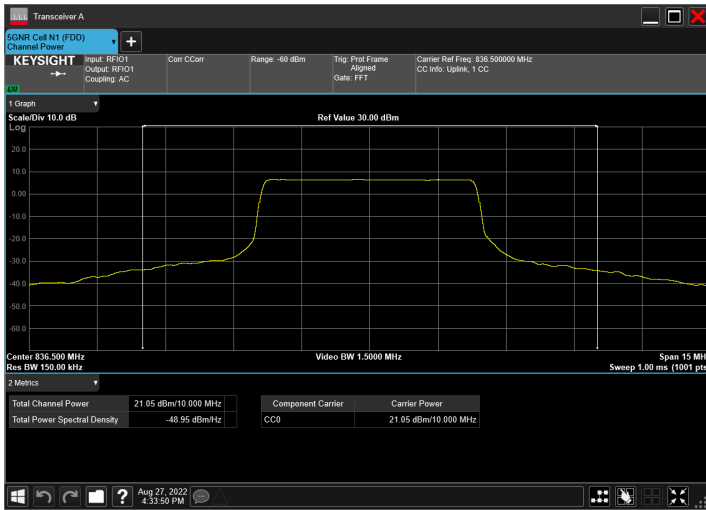 Transceiver A
5GNR Cell N1 (FDD)
Channel Power
KEYSIGHT
LXI
Input: RFIO1
Output: RFIO1
Coupling: AC
Corr CCorr
Range: -60 dBm
Trig: Prot Frame
Aligned
Gate: FFT
Carrier Ref Freq: 836.500000 MHz
CC Info: Uplink, 1 CC
1 Graph
Scale/Div 10.0 dB
Ref Value 30.00 dBm
Log
20.0
10.0
0.00
-10.0
-20.0
-30.0
-40.0
-50.0
-60.0
Center 836.500 MHz
Video BW 1.5000 MHz
Span 15 MH
Res BW 150.00 kHz
Sweep 1.00 ms (1001 pts
2 Metrics
Total Channel Power 21.05 dBm/10.000 MHz
Total Power Spectral Density -48.95 dBm/Hz
Component Carrier Carrier Power
CC0 21.05 dBm/10.000 MHz
Aug 27, 2022
4:33:50 PM